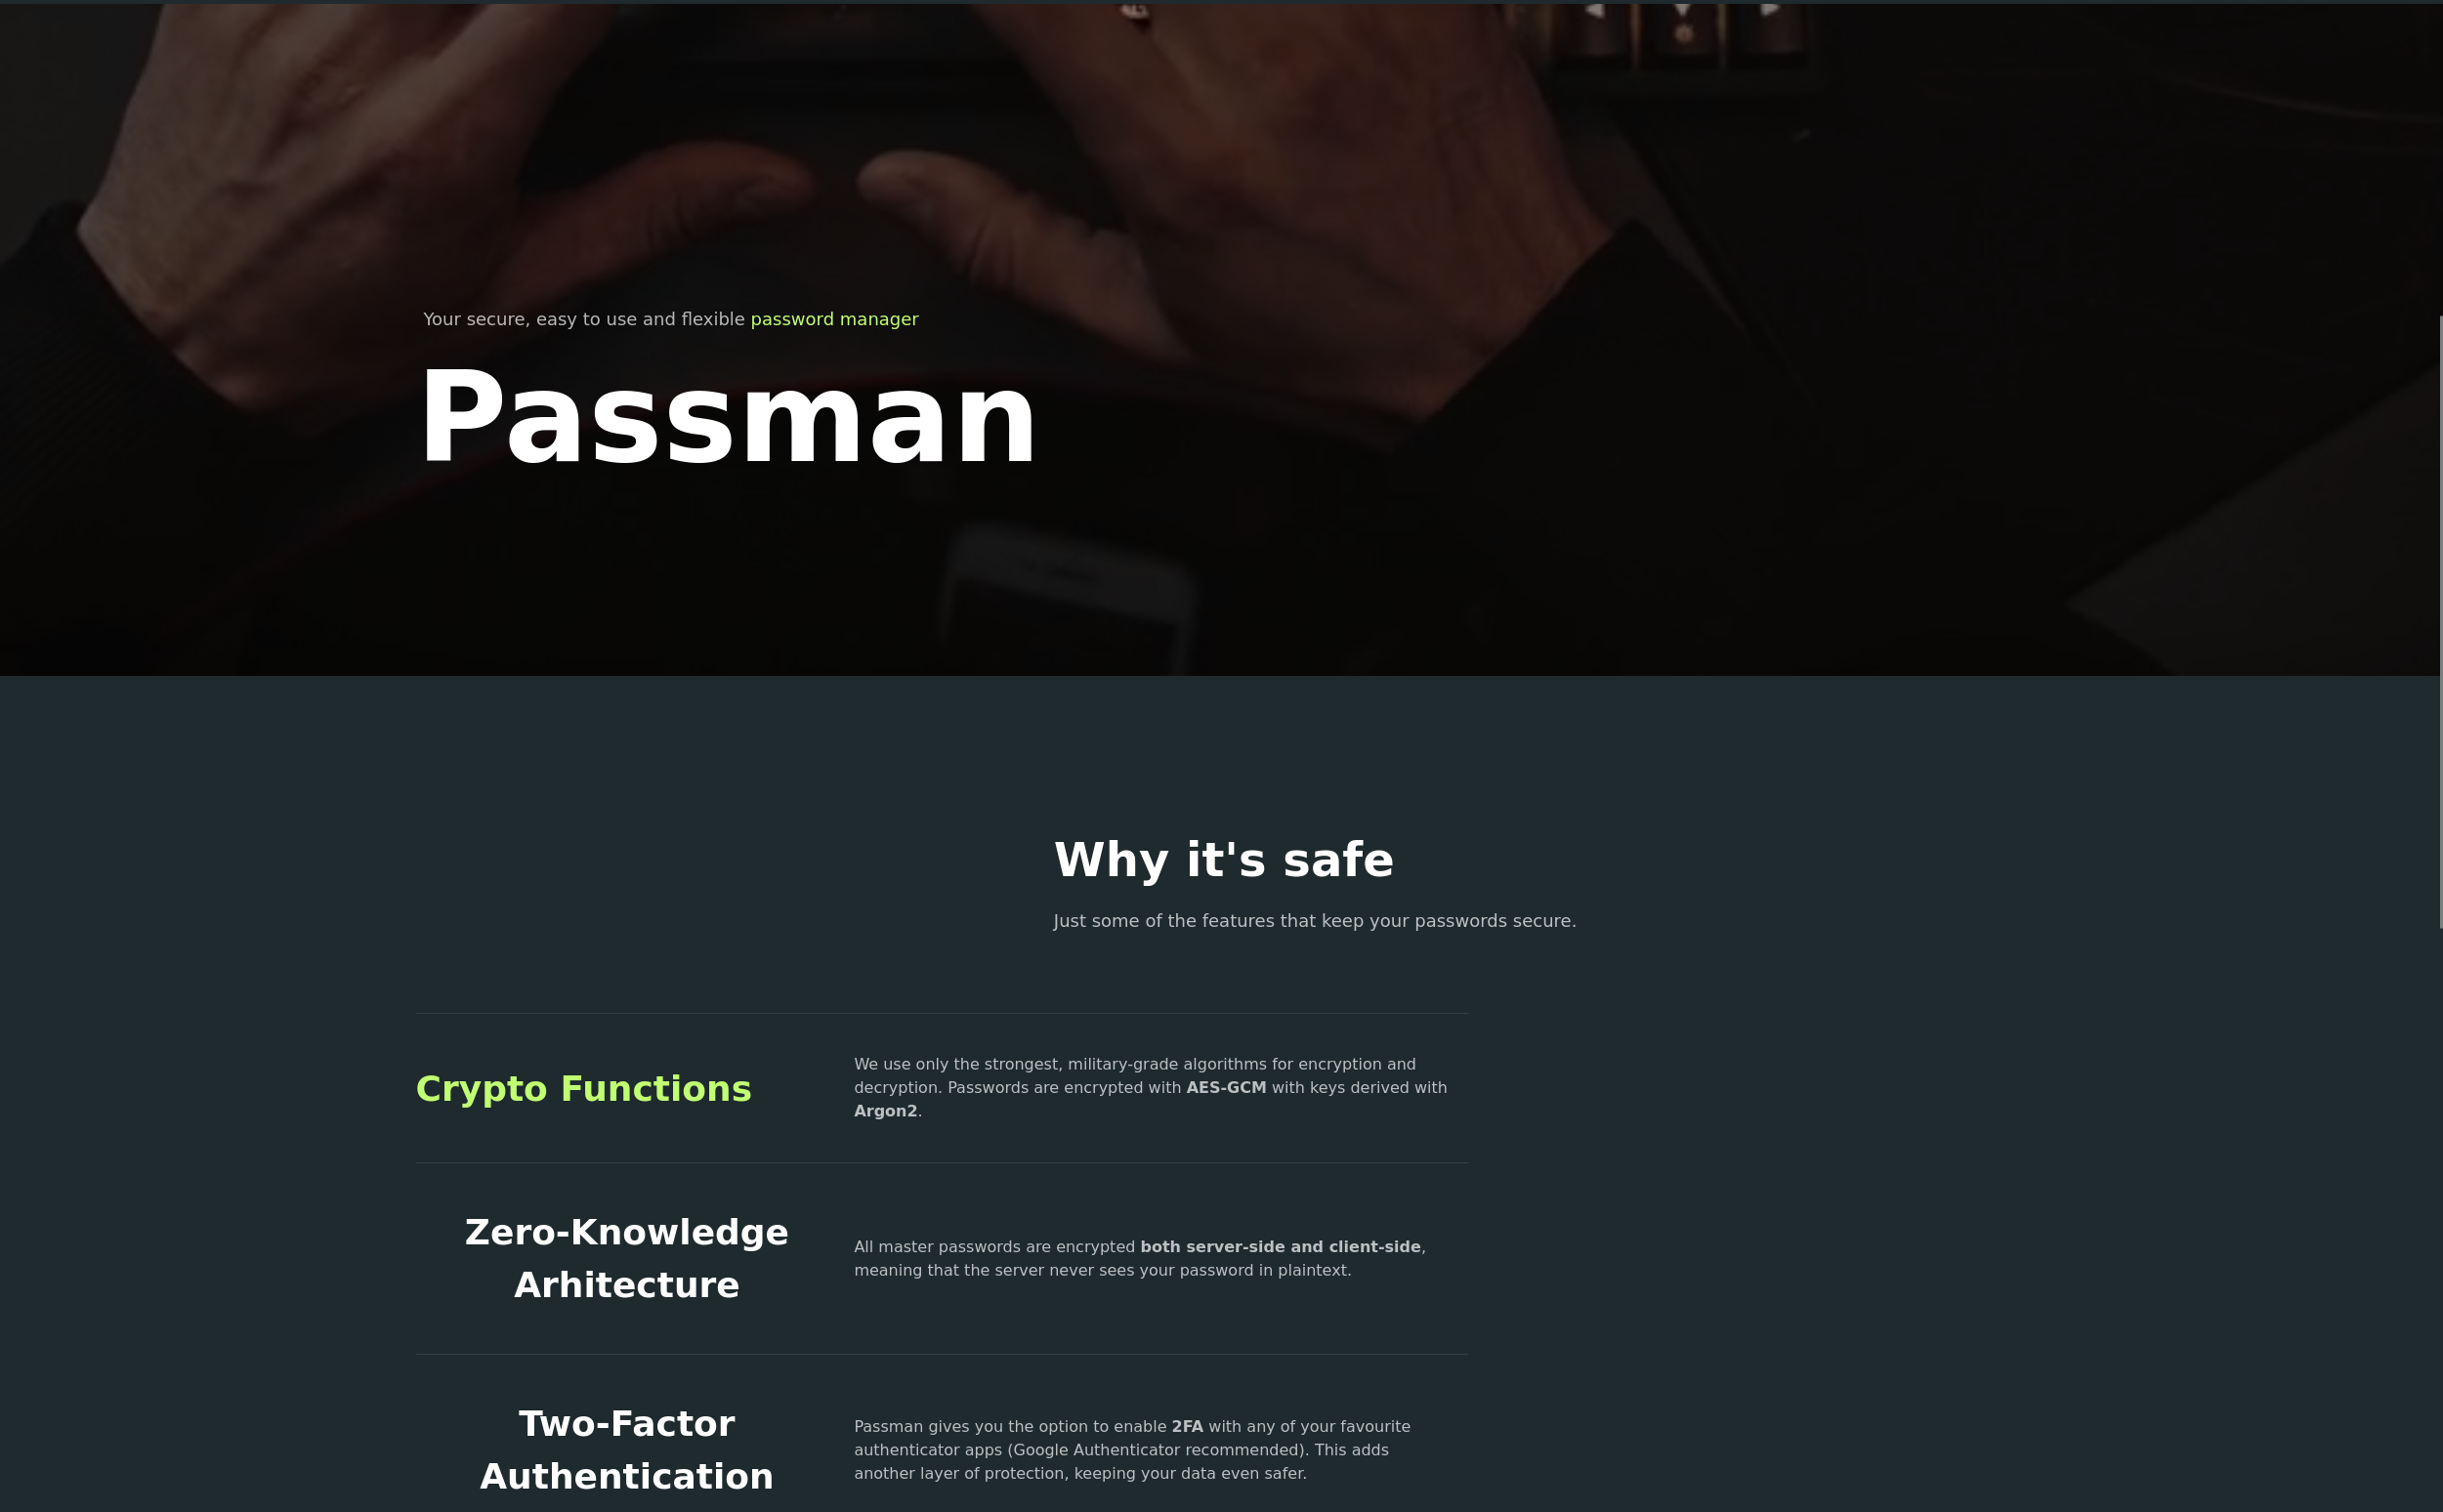 Your secure, easy to use and flexible password manager
Passman
Why it's safe
Just some of the features that keep your passwords secure.
Crypto Functions
We use only the strongest, military-grade algorithms for encryption and
decryption. Passwords are encrypted with AES-GCM with keys derived with
Argon2.
Zero-Knowledge
Arhitecture
All master passwords are encrypted both server-side and client-side,
meaning that the server never sees your password in plaintext.
Two-Factor
Authentication
Passman gives you the option to enable 2FA with any of your favourite
authenticator apps (Google Authenticator recommended). This adds
another layer of protection, keeping your data even safer.